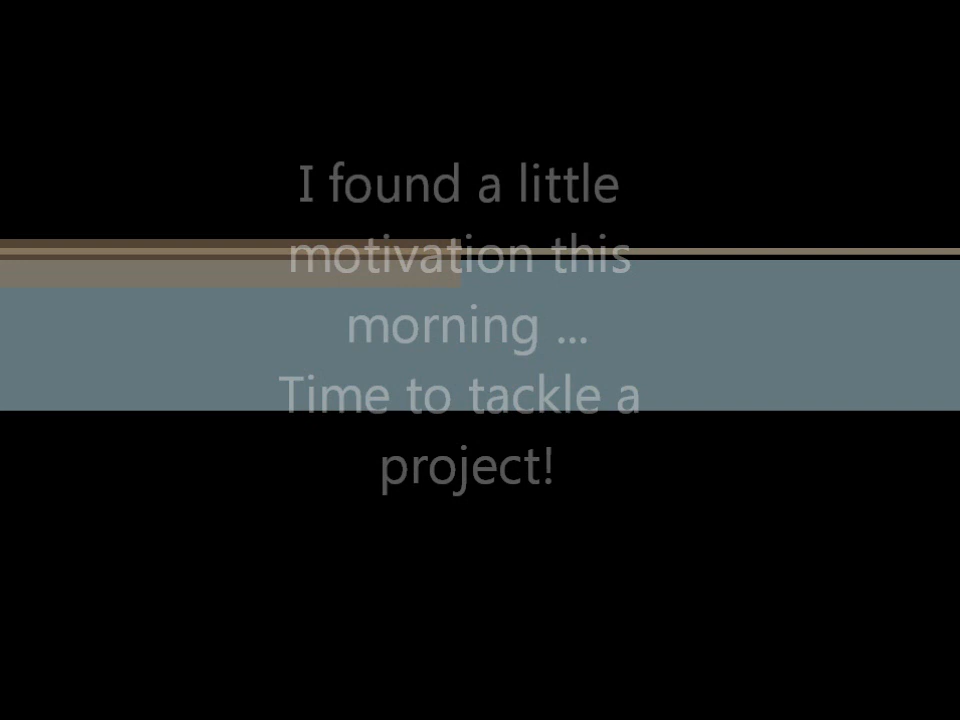 I found a little
motivation this
morning ...
Time to tackle a
project!